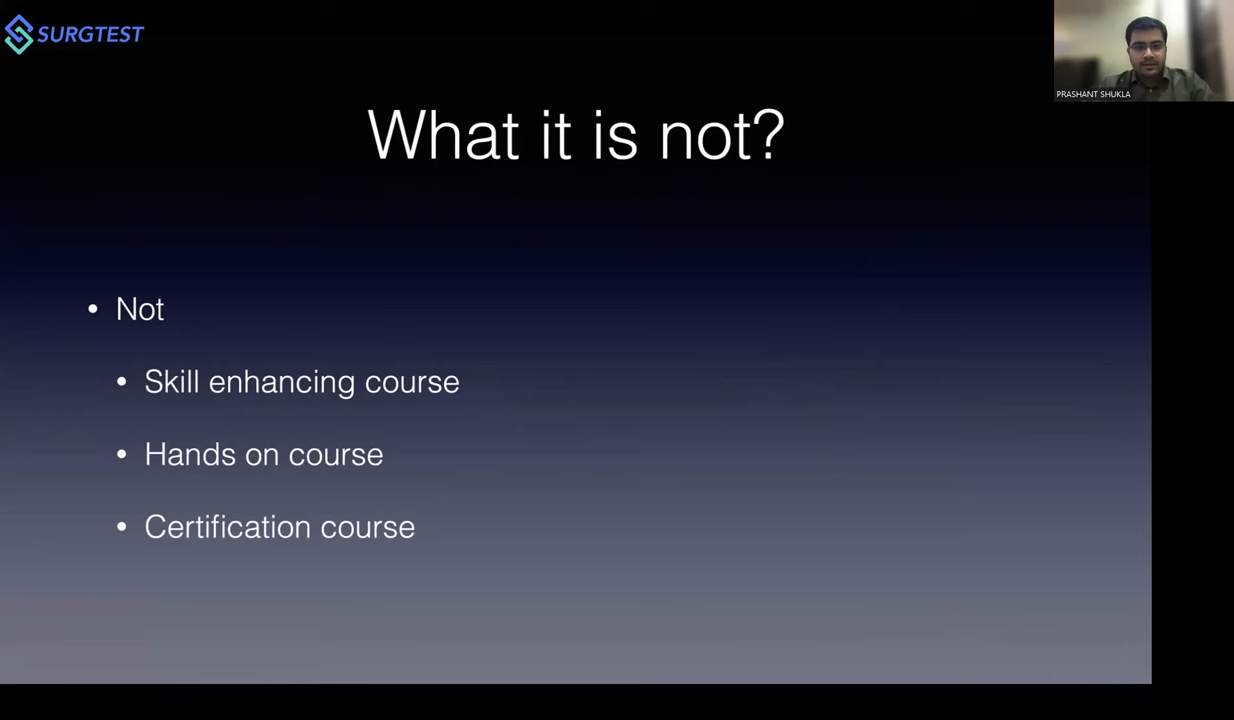 SURGTEST
PRASHANT SHUKLA
What it is not?
• Not
• Skill enhancing course
• Hands on course
• Certification course